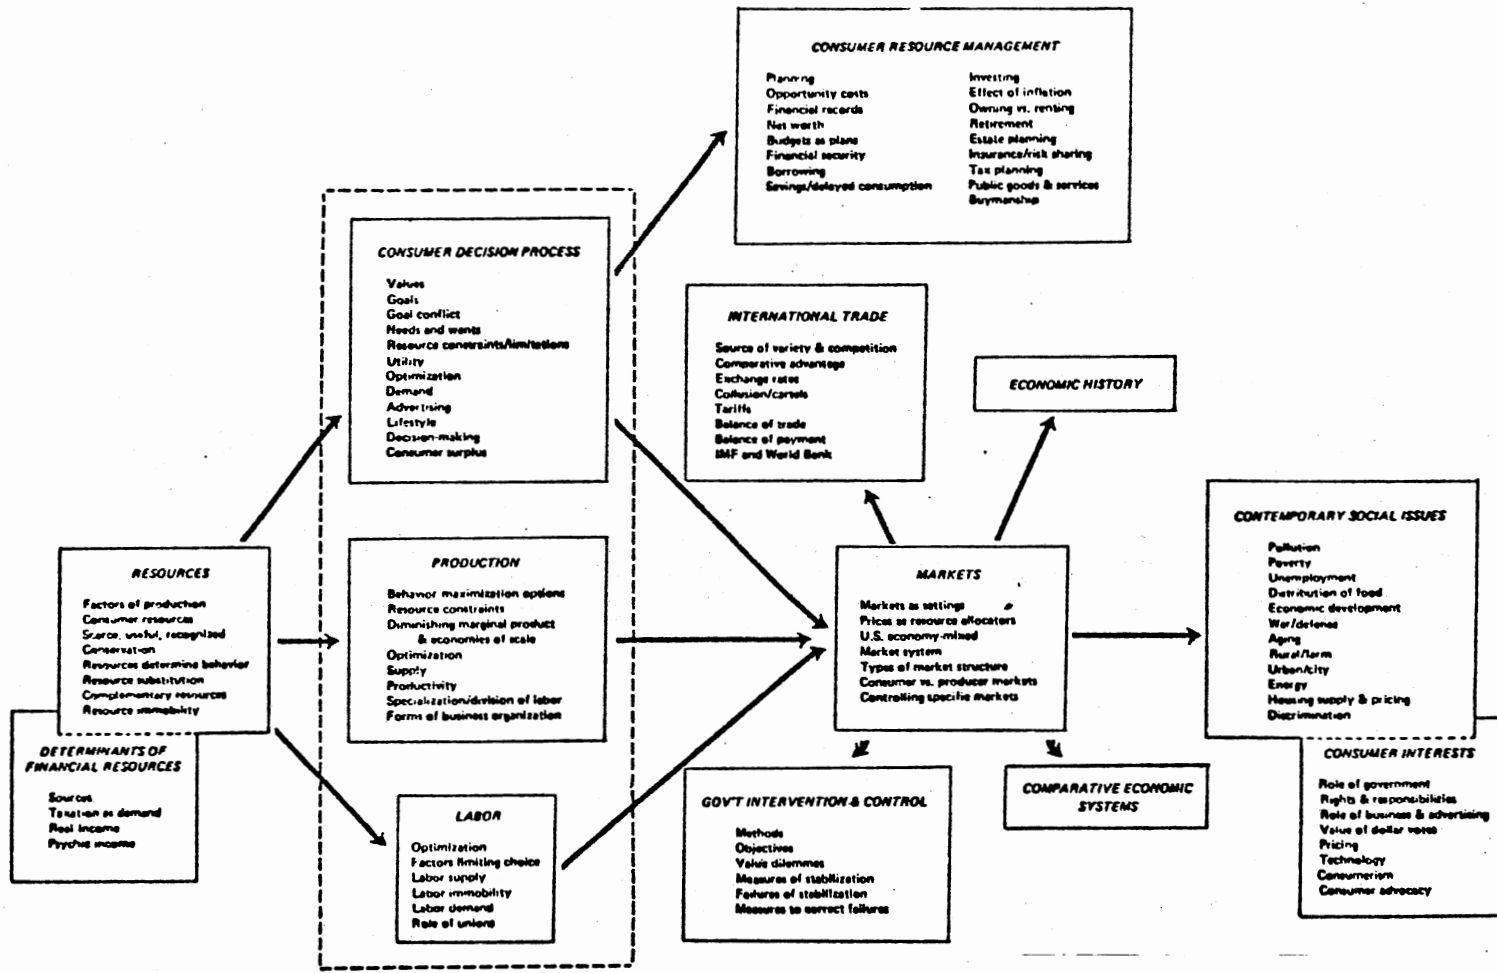 CONSUMER RESOURCE MANAGEMENT
Planning
Opportunity costs
Financial records
Net worth
Budgets as plans
Financial security
Borrowing
Savings/delayed consumption
Investing
Effect of inflation
Owning vs. renting
Retirement
Estate planning
Insurance/risk sharing
Tax planning
Public goods & services
Buymanship
CONSUMER DECISION PROCESS
Values
Goals
Goal conflict
Needs and wants
Resource constraints/limitations
Utility
Optimization
Demand
Advertising
Lifestyle
Decision-making
Consumer surplus
INTERNATIONAL TRADE
Source of variety & competition
Comparative advantage
Exchange rates
Collusion/cartels
Tariffs
Balance of trade
Balance of payment
IMF and World Bank
ECONOMIC HISTORY
RESOURCES
Factors of production
Consumer resources
Scarce, useful, recognized
Conservation
Resources determine behavior
Resource substitution
Complementary resources
Resource immobility
DETERMINANTS OF
FINANCIAL RESOURCES
Sources
Taxation as demand
Real income
Psychic income
PRODUCTION
Behavior maximization options
Resource constraints
Diminishing marginal product
& economies of scale
Optimization
Supply
Productivity
Specialization/division of labor
Forms of business organization
LABOR
Optimization
Factors limiting choice
Labor supply
Labor immobility
Labor demand
Role of unions
MARKETS
Markets as settings
Prices as resource allocators
U.S. economy-mixed
Market system
Types of market structure
Consumer vs. producer markets
Controlling specific markets
GOV'T INTERVENTION & CONTROL
Methods
Objectives
Value dilemmas
Measures of stabilization
Failures of stabilization
Measures to correct failures
COMPARATIVE ECONOMIC
SYSTEMS
CONTEMPORARY SOCIAL ISSUES
Pollution
Poverty
Unemployment
Distribution of food
Economic development
War/defense
Aging
Rural/farm
Urban/city
Energy
Housing supply & pricing
Discrimination
CONSUMER INTERESTS
Role of government
Rights & responsibilities
Role of business & advertising
Value of dollar votes
Pricing
Technology
Consumerism
Consumer advocacy